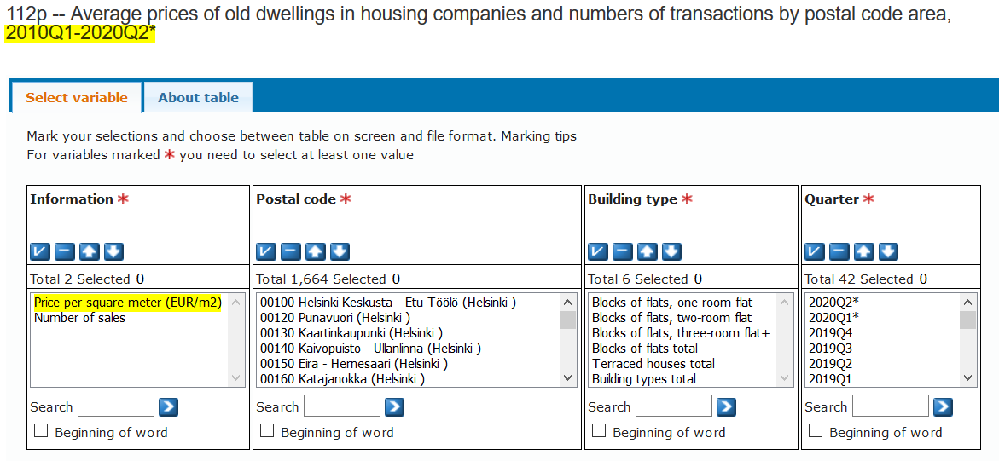 112p -- Average prices of old dwellings in housing companies and numbers of transactions by postal code area,
2010Q1-2020Q2*
Select variable
About table
Mark your selections and choose between table on screen and file format. Marking tips
For variables marked * you need to select at least one value
Information *
Total 2 Selected 0
Price per square meter (EUR/m2)
Number of sales
Search
Beginning of word
Postal code *
Total 1,664 Selected 0
00100 Helsinki Keskusta - Etu-Töölö (Helsinki )
00120 Punavuori (Helsinki )
00130 Kaartinkaupunki (Helsinki )
00140 Kaivopuisto - Ullanlinna (Helsinki )
00150 Eira - Hernesaari (Helsinki )
00160 Katajanokka (Helsinki )
Search
Beginning of word
Building type *
Total 6 Selected 0
Blocks of flats, one-room flat
Blocks of flats, two-room flat
Blocks of flats, three-room flat+
Blocks of flats total
Terraced houses total
Building types total
Search
Beginning of word
Quarter *
Total 42 Selected 0
2020Q2*
2020Q1*
2019Q4
2019Q3
2019Q2
2019Q1
Search
Beginning of word